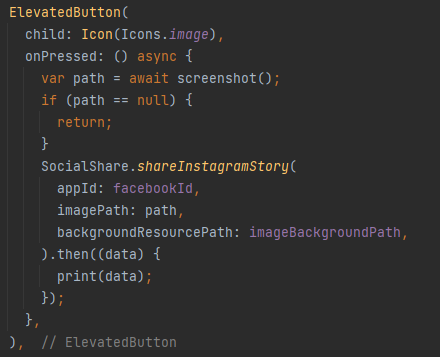 ElevatedButton(
  child: Icon(Icons.image),
  onPressed: () async {
    var path = await screenshot();
    if (path == null) {
      return;
    }
    SocialShare.shareInstagramStory(
      appId: facebookId,
      imagePath: path,
      backgroundResourcePath: imageBackgroundPath,
    ).then((data) {
      print(data);
    });
  },
),  // ElevatedButton